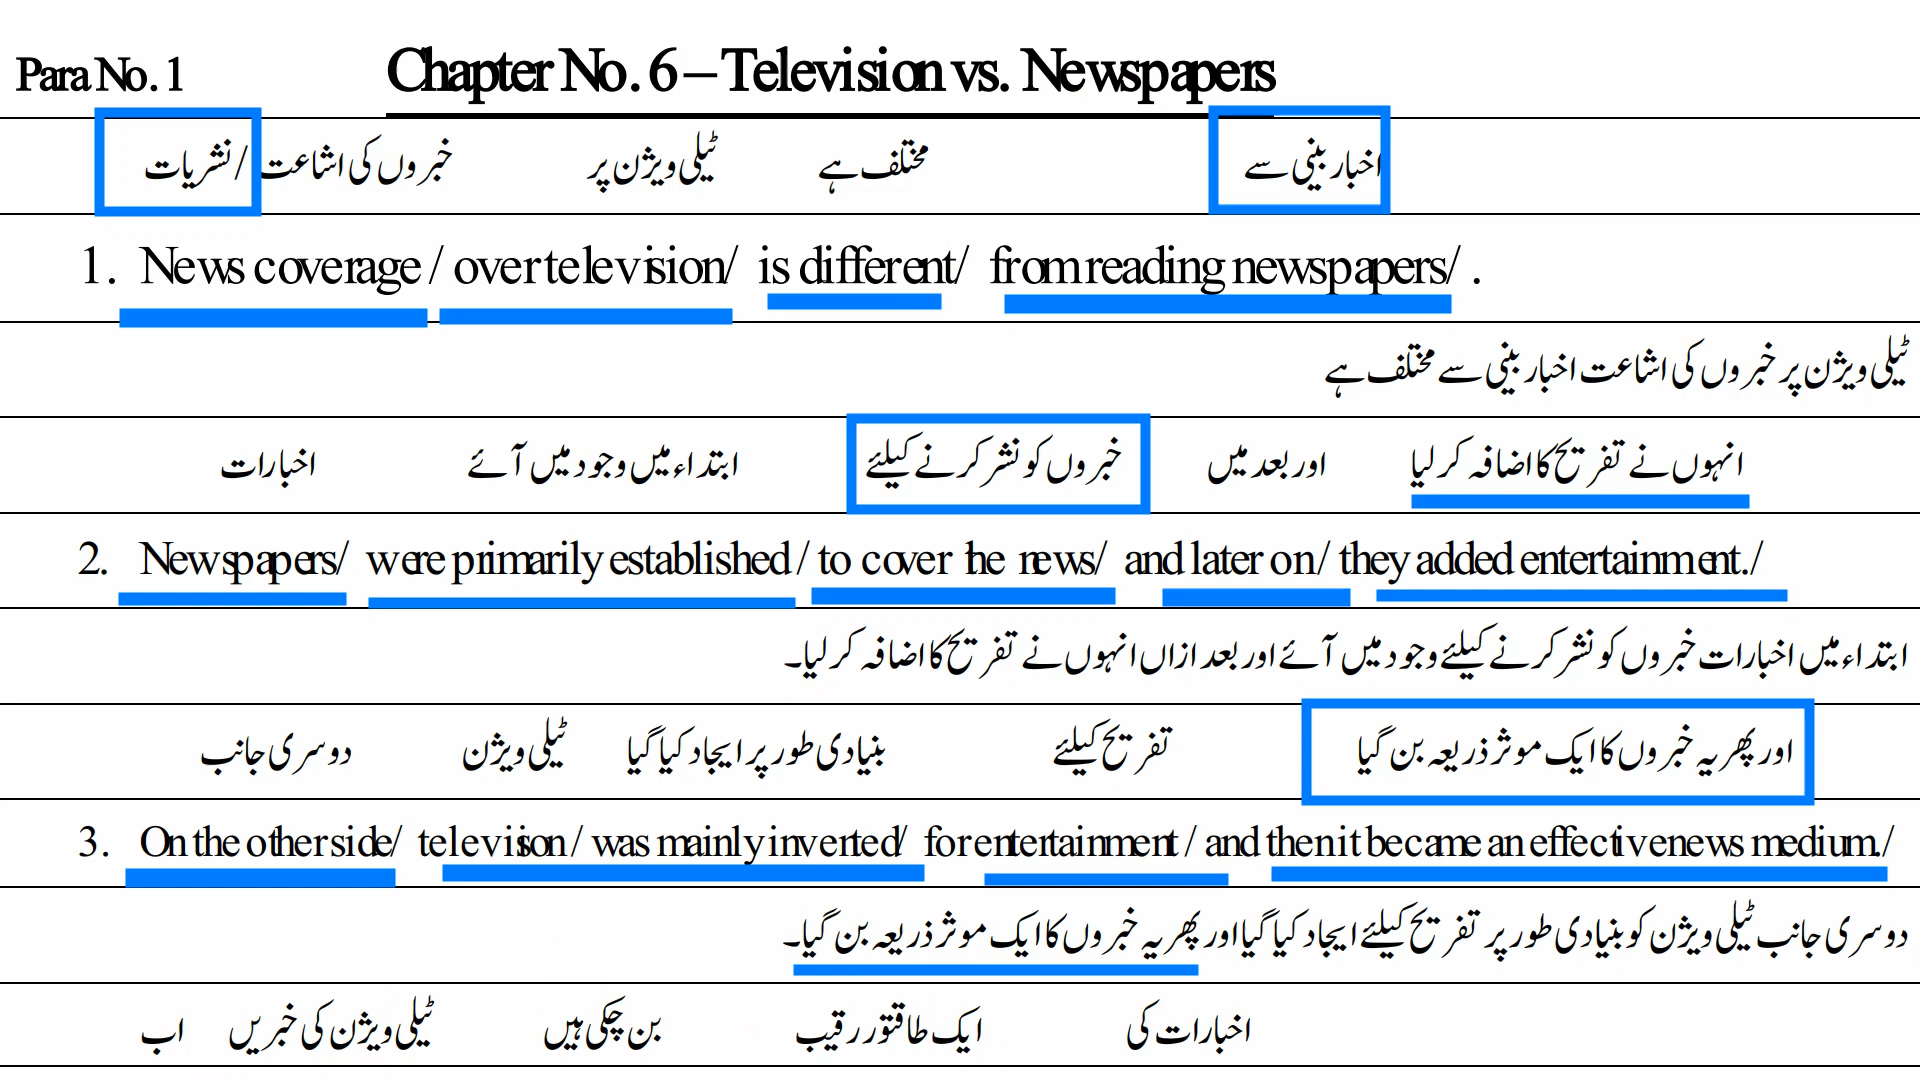 Para No. 1 Chapter No. 6 – Television vs. Newspapers
خبروں کی اشاعت / نشریات ٹیلی ویژن پر مختلف ہے اخبار بینی سے
1. News coverage / over television/ is different/ from reading newspapers/ .
ٹیلی ویژن پر خبروں کی اشاعت اخبار بینی سے مختلف ہے
اخبارات ابتداء میں وجود میں آئے خبروں کو نشر کرنے کیلئے اور بعد میں انہوں نے تفریح کا اضافہ کر لیا
2. Newspapers/ were primarily established / to cover the news/ and later on / they added entertainment./
ابتداء میں اخبارات خبروں کو نشر کرنے کیلئے وجود میں آئے اور بعد ازاں انہوں نے تفریح کا اضافہ کر لیا۔
دوسری جانب ٹیلی ویژن بنیادی طور پر ایجاد کیا گیا تفریح کیلئے اور پھر یہ خبروں کا ایک موثر ذریعہ بن گیا
3. On the other side/ television / was mainly inverted/ for entertainment / and then it became an effective news medium./
دوسری جانب ٹیلی ویژن کو بنیادی طور پر تفریح کیلئے ایجاد کیا گیا اور پھر یہ خبروں کا ایک موثر ذریعہ بن گیا۔
اب ٹیلی ویژن کی خبریں بن چکی ہیں ایک طاقتور رقیب اخبارات کی